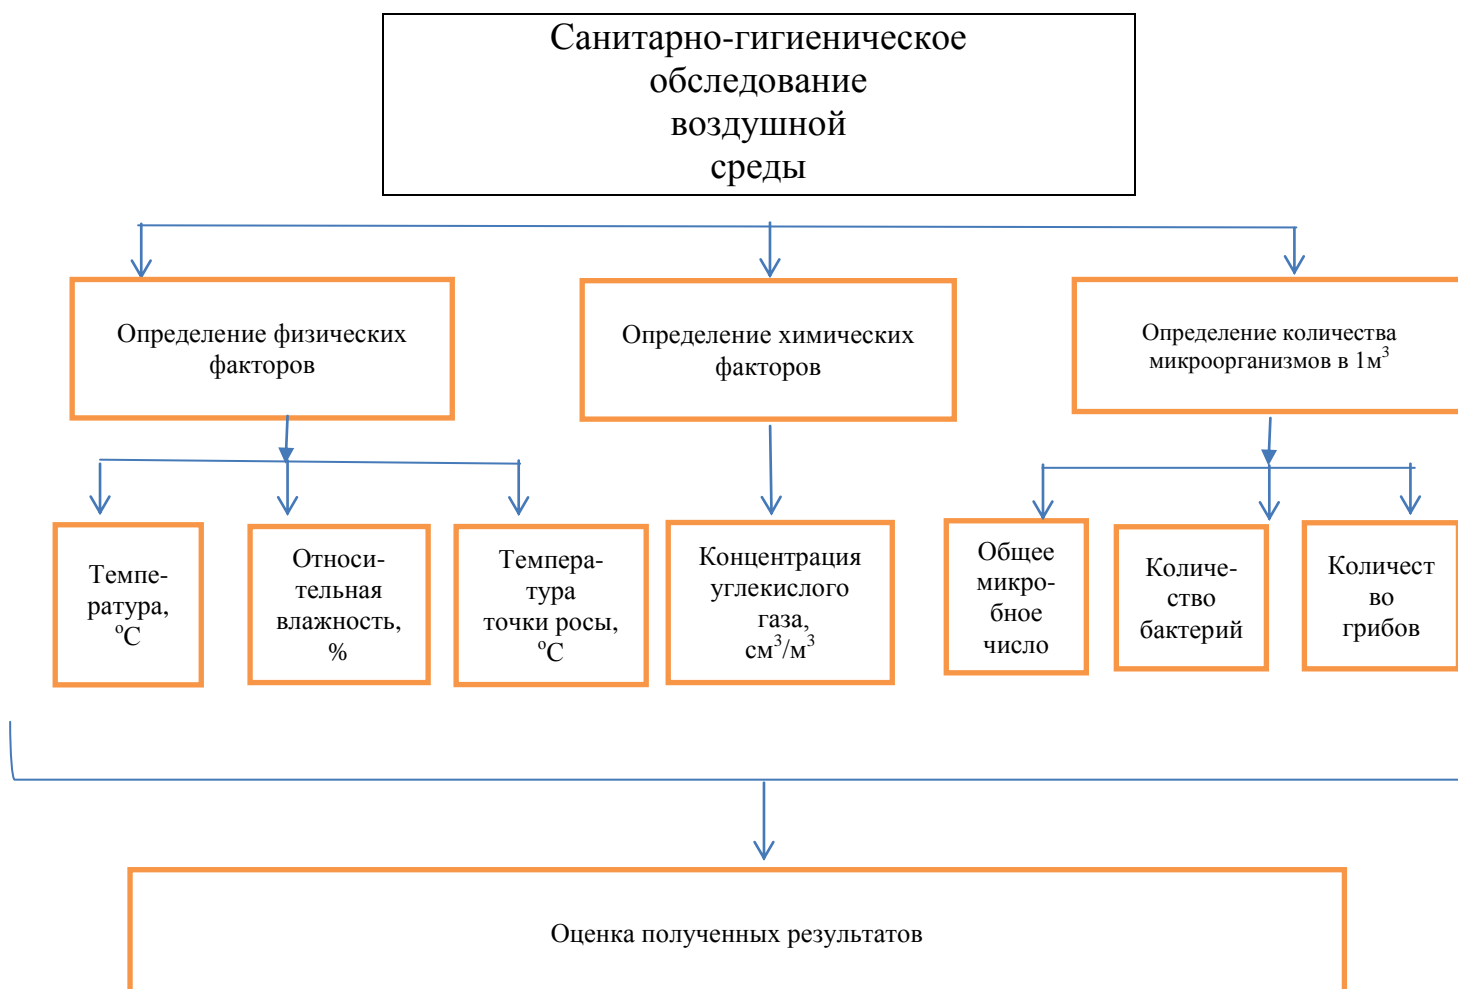 Санитарно-гигиеническое
обследование
воздушной
среды
Определение физических
факторов
Определение химических
факторов
Определение количества
микроорганизмов в 1м³
Темпе-
ратура,
ºС
Относи-
тельная
влажность,
%
Темпера-
тура
точки росы,
ºС
Концентрация
углекислого
газа,
см³/м³
Общее
микро-
бное
число
Количе-
ство
бактерий
Количест
во
грибов
Оценка полученных результатов